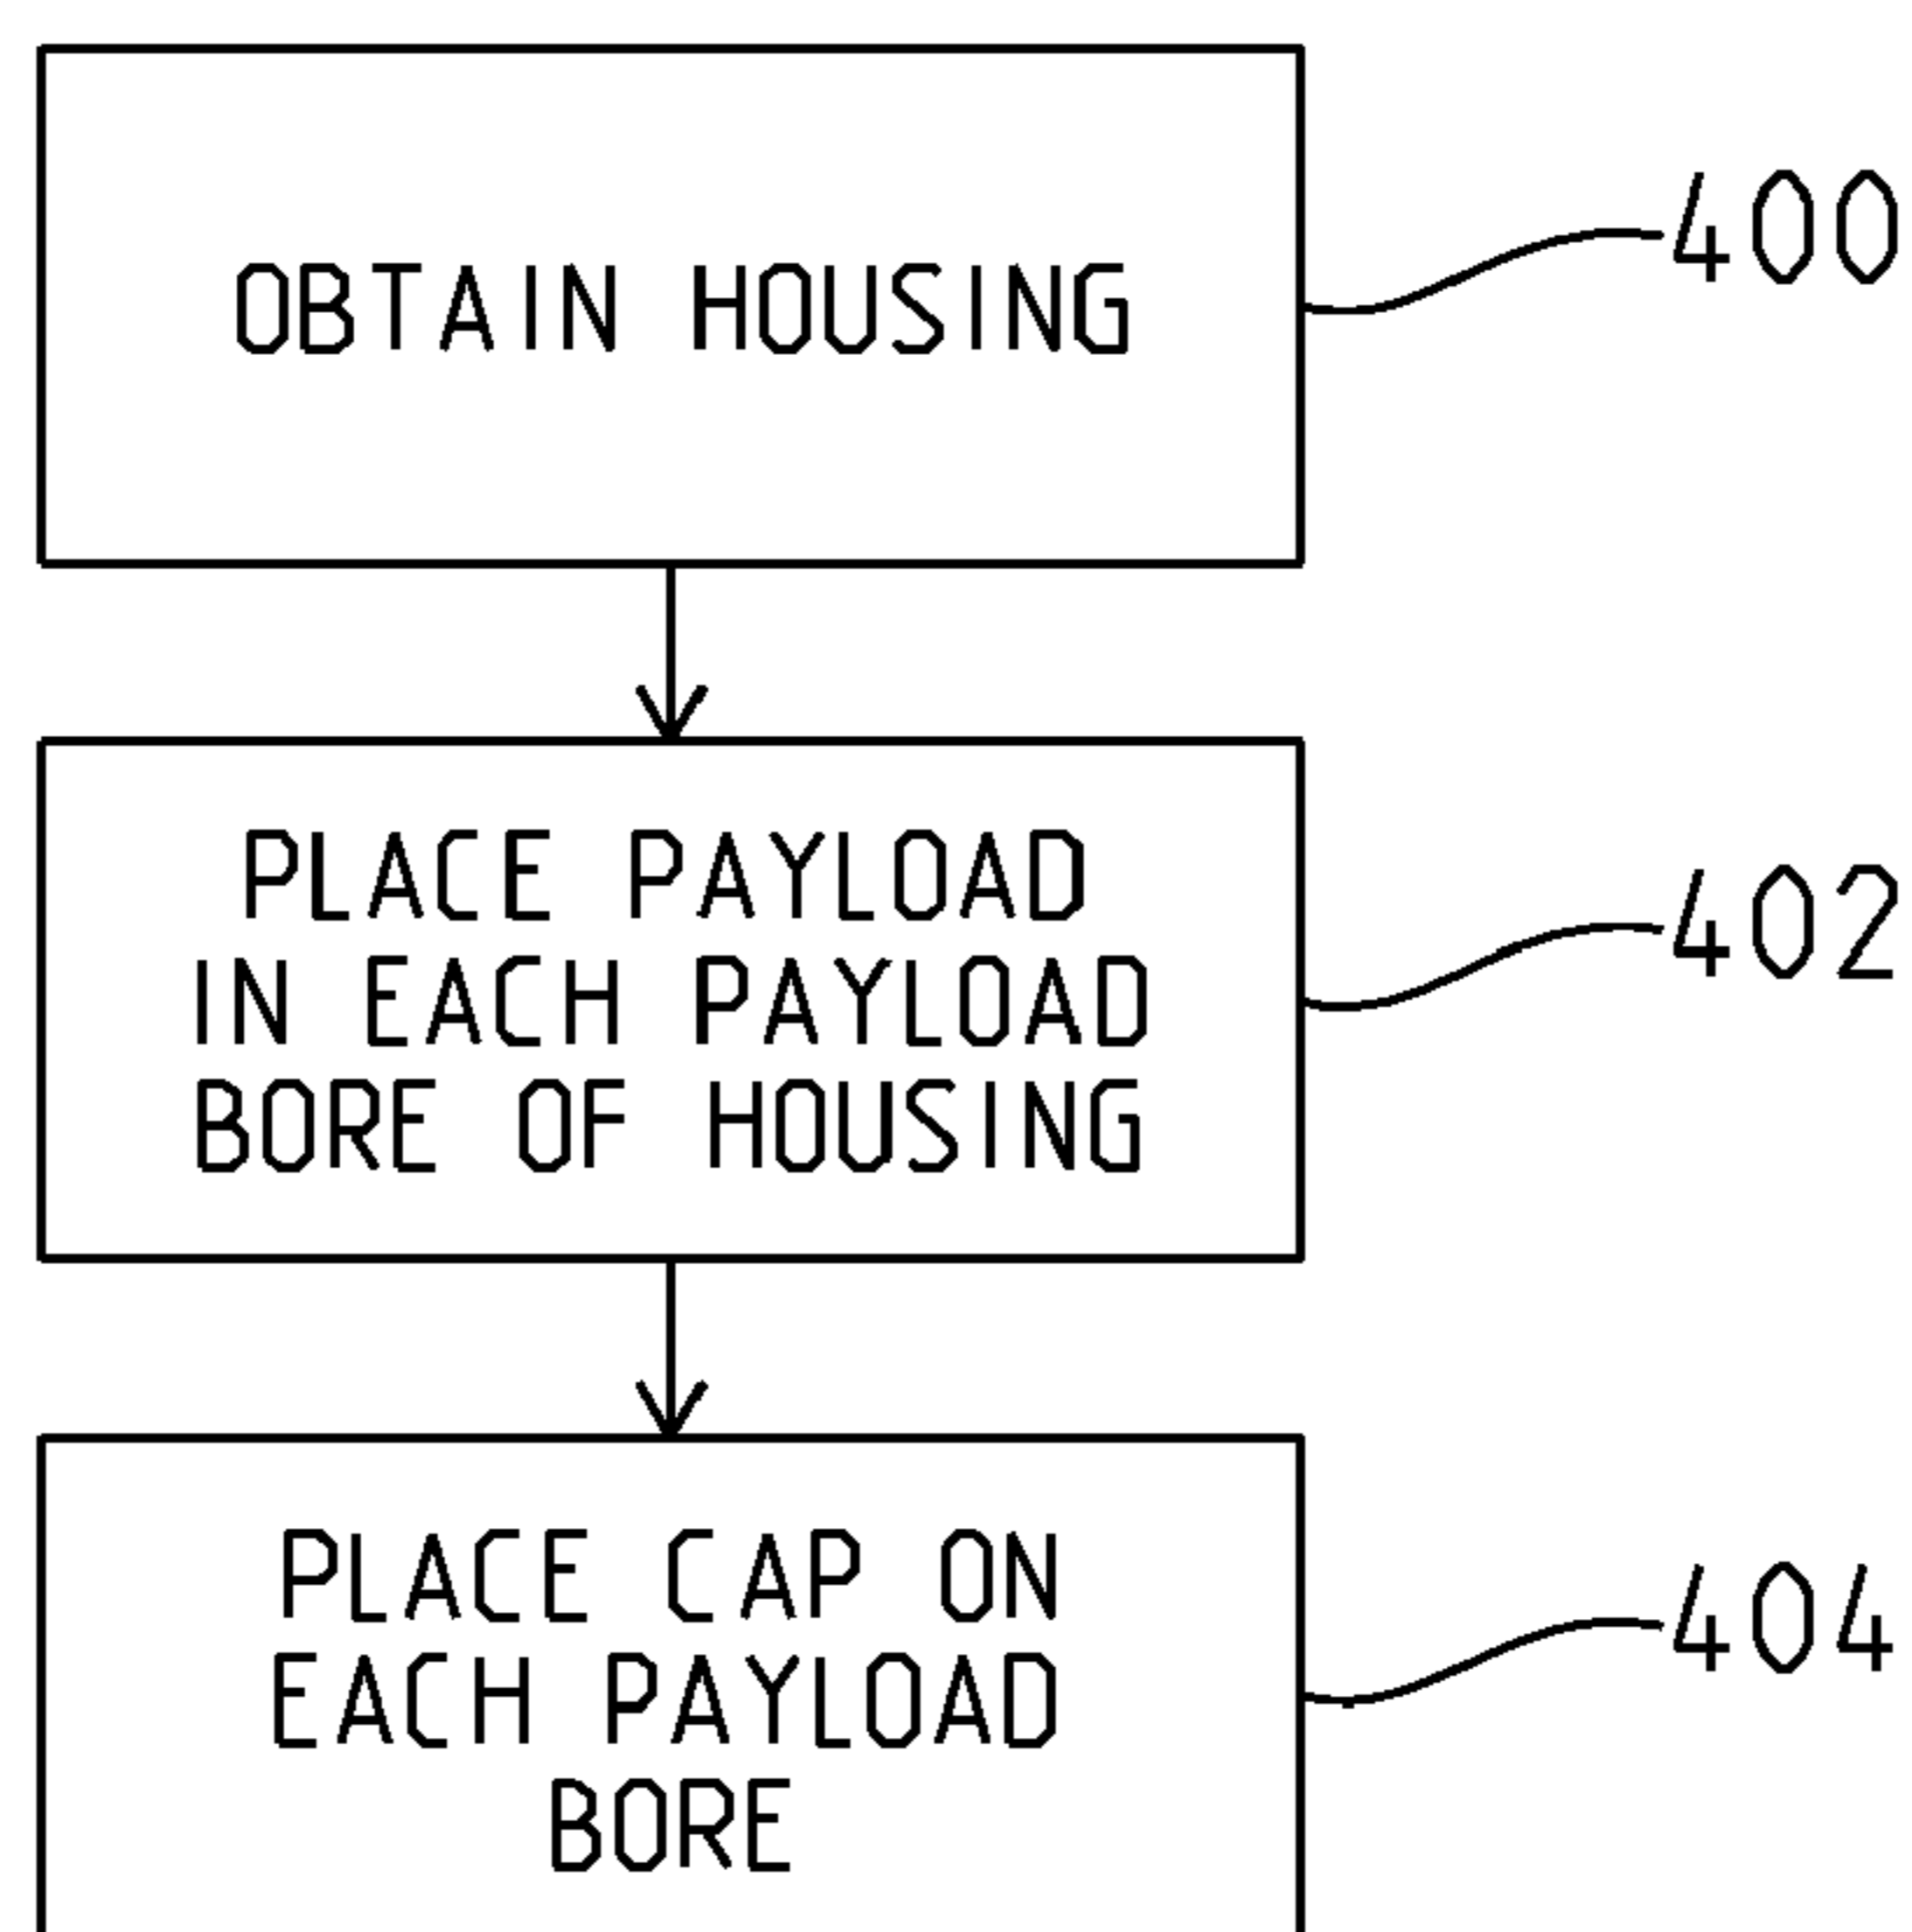 OBTAIN HOUSING
400
PLACE PAYLOAD
IN EACH PAYLOAD
BORE OF HOUSING
402
PLACE CAP ON
EACH PAYLOAD
BORE
404